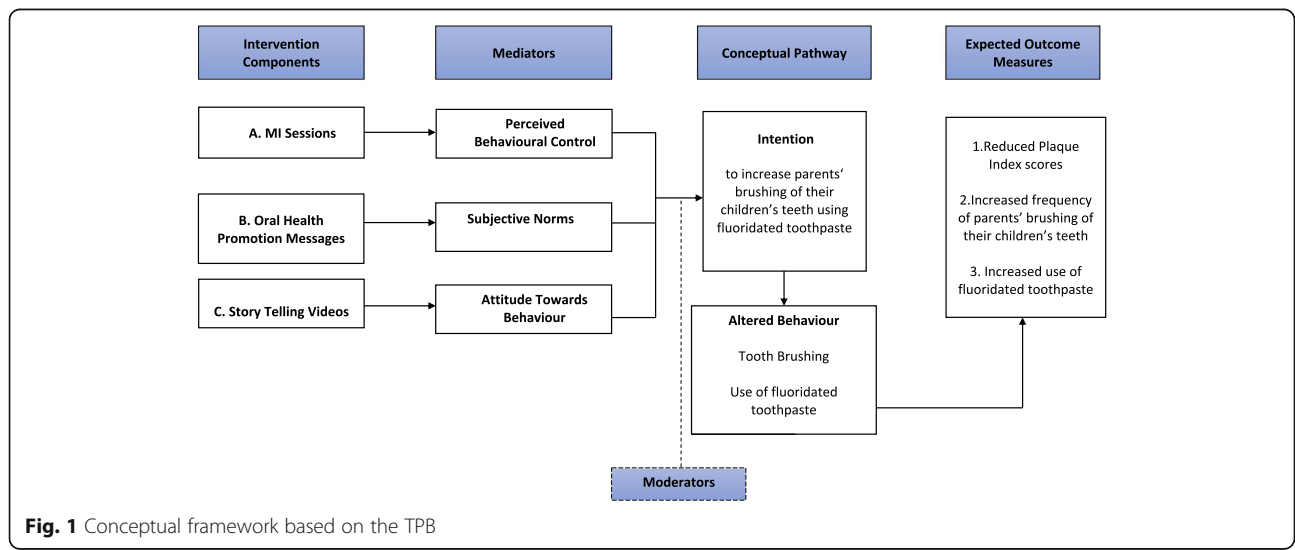 Intervention
Components
Mediators
Conceptual Pathway
Expected Outcome
Measures
A. MI Sessions
Perceived
Behavioural Control
B. Oral Health
Promotion Messages
Subjective Norms
C. Story Telling Videos
Attitude Towards
Behaviour
Intention
to increase parents‘
brushing of their
children’s teeth using
fluoridated toothpaste
Altered Behaviour
Tooth Brushing
Use of fluoridated
toothpaste
1.Reduced Plaque
Index scores
2.Increased frequency
of parents’ brushing of
their children’s teeth
3. Increased use of
fluoridated toothpaste
Moderators
Fig. 1 Conceptual framework based on the TPB